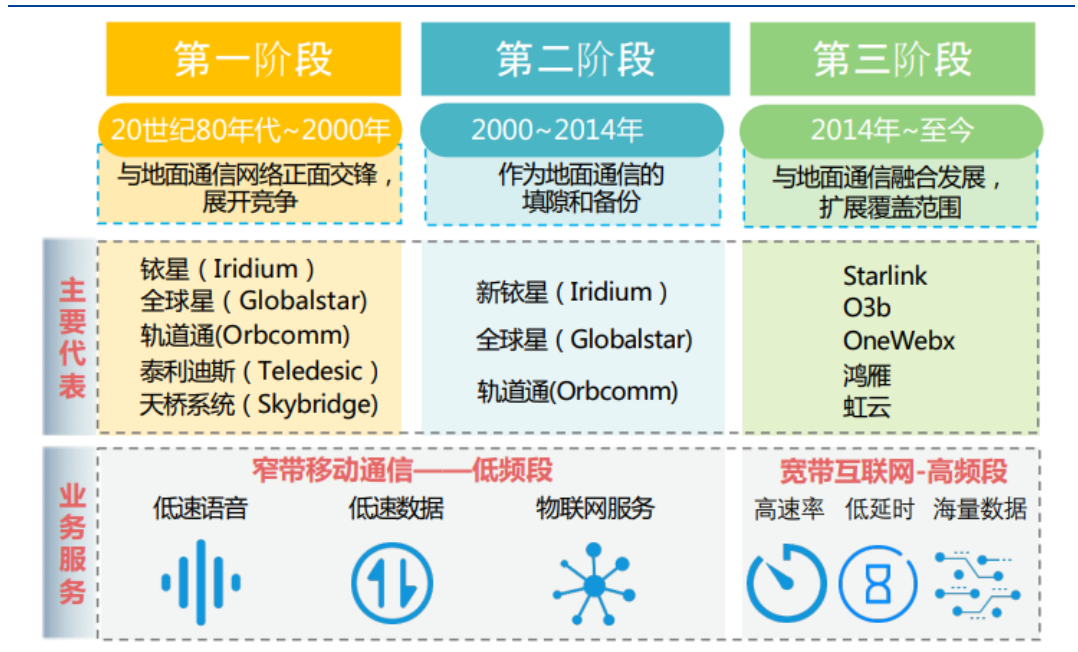 第一阶段
第二阶段
第三阶段
20世纪80年代~2000年
2000~2014年
2014年~至今
与地面通信网络正面交锋，
展开竞争
作为地面通信的
填隙和备份
与地面通信融合发展，
扩展覆盖范围
主要代表
铱星（Iridium）
全球星（Globalstar)
轨道通(Orbcomm)
泰利迪斯（Teledesic）
天桥系统（Skybridge)
新铱星（Iridium）
全球星（Globalstar)
轨道通(Orbcomm)
Starlink
O3b
OneWebx
鸿雁
虹云
业务服务
窄带移动通信——低频段
低速语音
低速数据
物联网服务
宽带互联网-高频段
高速率
低延时
海量数据